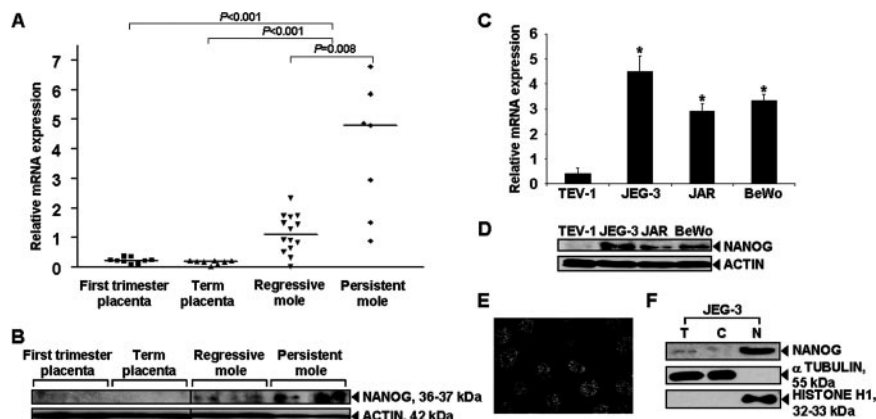 A
P<0.001
P<0.001
P=0.008
Relative mRNA expression
7
6
5
4
3
2
1
0
First trimester placenta
Term placenta
Regressive mole
Persistent mole
B
First trimester placenta
Term placenta
Regressive mole
Persistent mole
NANOG, 36-37 kDa
ACTIN, 42 kDa
C
Relative mRNA expression
6
5
4
3
2
1
0
* * *
TEV-1 JEG-3 JAR BeWo
D
TEV-1 JEG-3 JAR BeWo
NANOG
ACTIN
E
F
JEG-3
T C N
NANOG
α TUBULIN, 55 kDa
HISTONE H1, 32-33 kDa